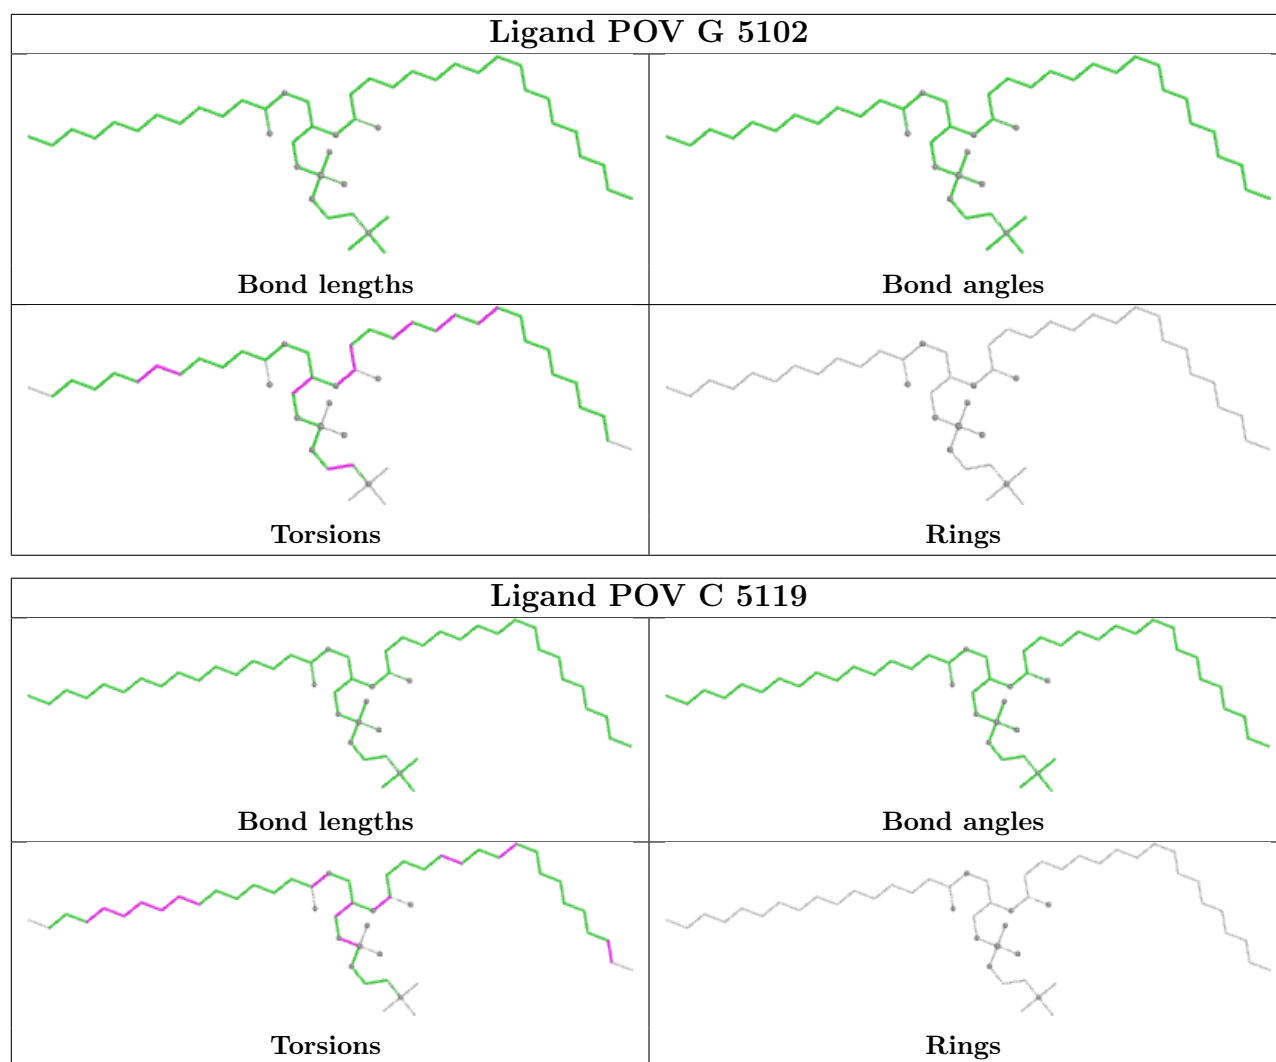 Ligand POV G 5102
Bond lengths
Bond angles
Torsions
Rings
Ligand POV C 5119
Bond lengths
Bond angles
Torsions
Rings